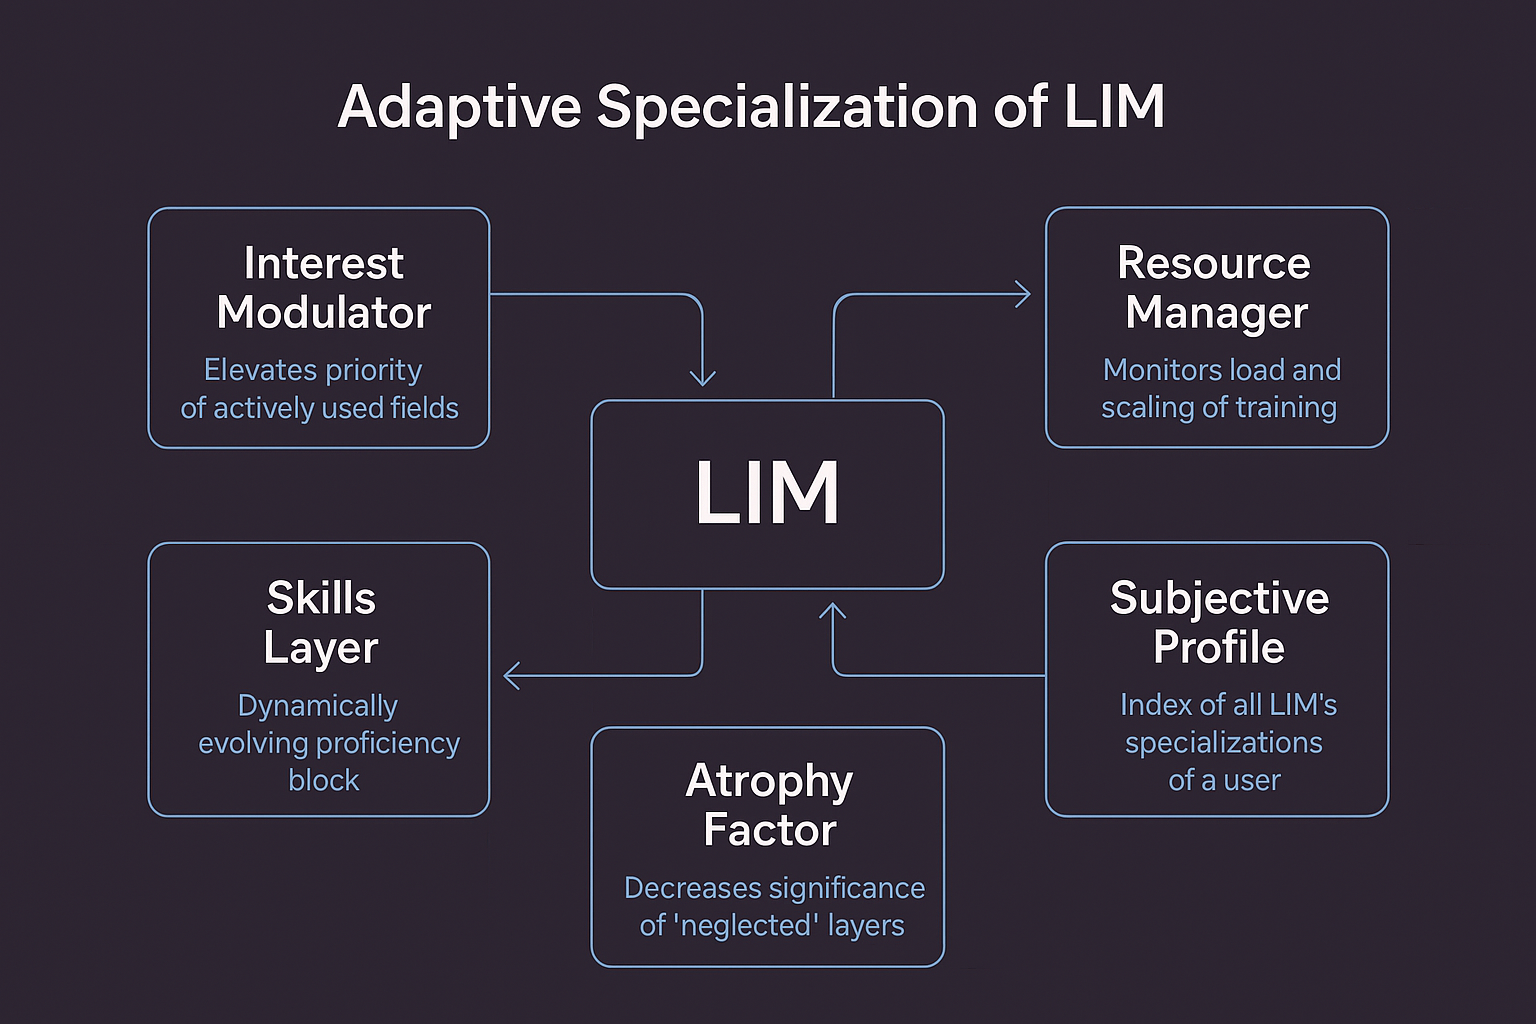 Adaptive Specialization of LIM
Interest
Modulator
Elevates priority
of actively used fields
Resource
Manager
Monitors load and
scaling of training
LIM
Skills
Layer
Dynamically
evolving proficiency
block
Subjective
Profile
Index of all LIM's
specializations
of a user
Atrophy
Factor
Decreases significance
of 'neglected' layers